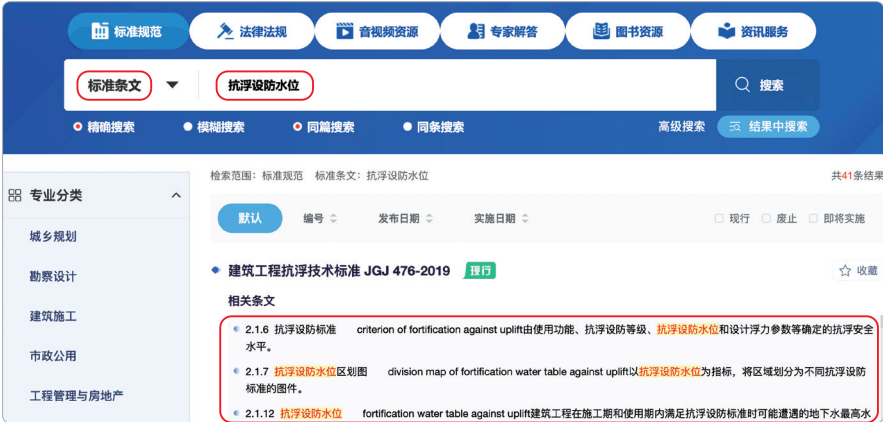 标准规范 法律法规 音视频资源 专家解答 图书资源 资讯服务
标准条文 抗浮设防水位 搜索
精确搜索 模糊搜索 同篇搜索 同条搜索 高级搜索 结果中搜索
检索范围：标准规范 标准条文：抗浮设防水位 共41条结果
专业分类
默认 编号 发布日期 实施日期 现行 废止 即将实施
城乡规划
勘察设计
建筑施工
市政公用
工程管理与房地产
建筑工程抗浮技术标准 JGJ 476-2019 现行 收藏
相关条文
2.1.6 抗浮设防标准 criterion of fortification against uplift由使用功能、抗浮设防等级、抗浮设防水位和设计浮力参数等确定的抗浮安全
水平。
2.1.7 抗浮设防水位区划图 division map of fortification water table against uplift以抗浮设防水位为指标，将区域划分为不同抗浮设防
标准的图件。
2.1.12 抗浮设防水位 fortification water table against uplift建筑工程在施工期和使用期内满足抗浮设防标准时可能遭遇的地下水最高水